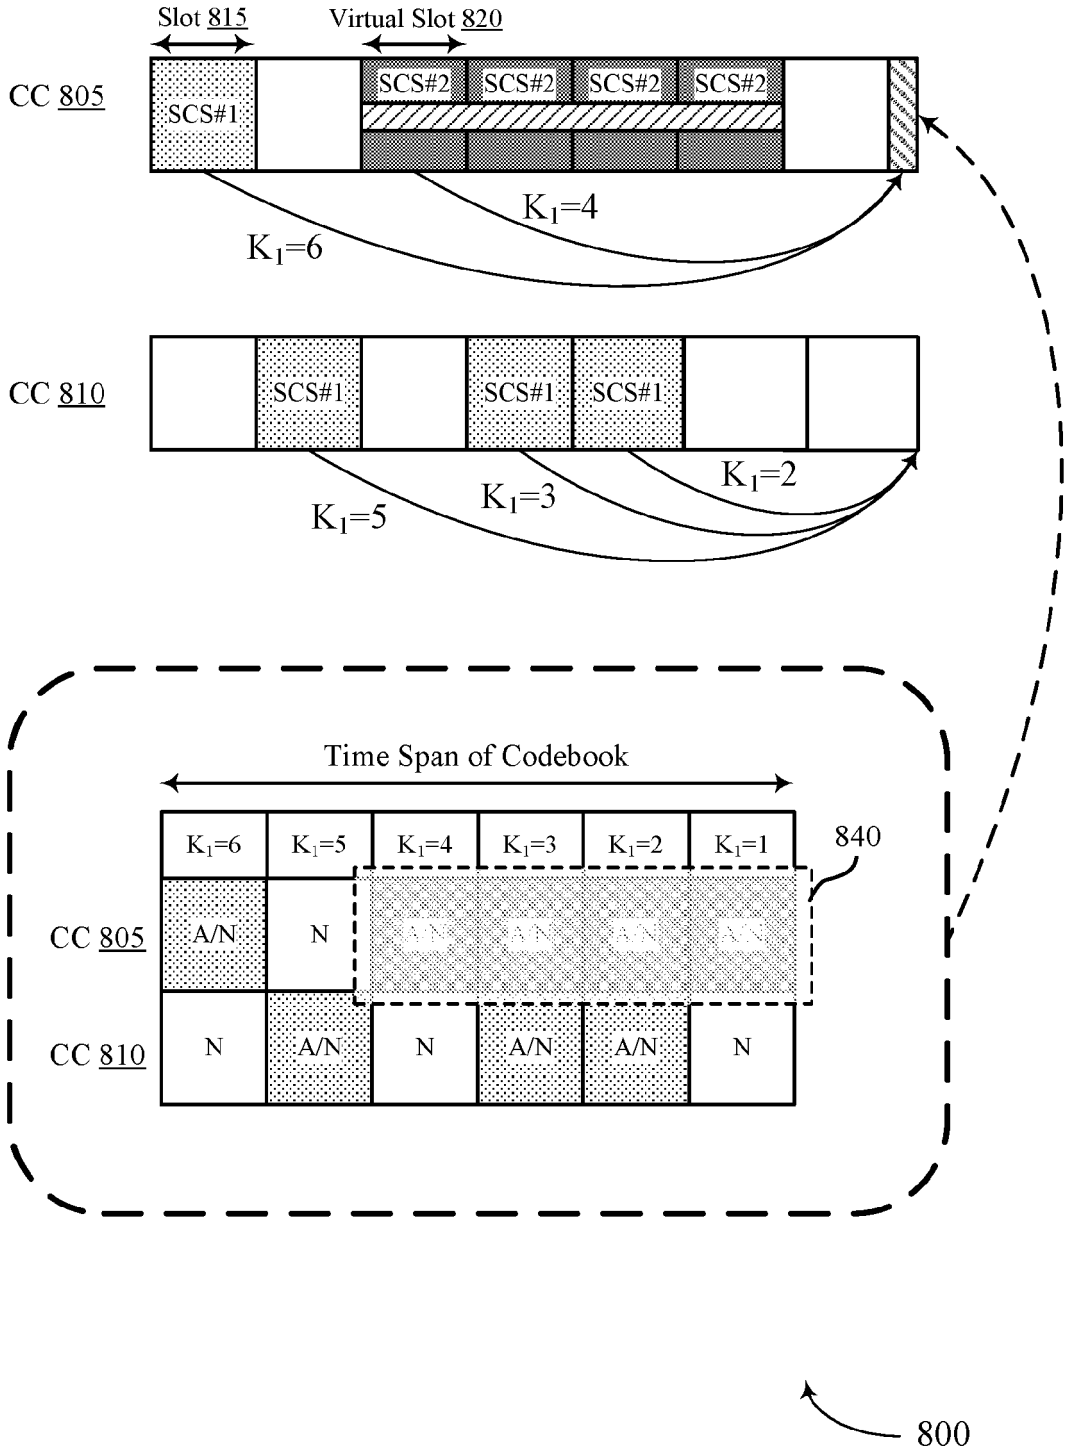 Slot 815 Virtual Slot 820
CC 805
SCS#1 SCS#2 SCS#2 SCS#2 SCS#2
K1=4
K1=6
CC 810
SCS#1 SCS#1 SCS#1
K1=2
K1=3
K1=5
Time Span of Codebook
K1=6 K1=5 K1=4 K1=3 K1=2 K1=1
840
CC 805 A/N N A/N A/N A/N A/N
CC 810 N A/N N A/N A/N N
800